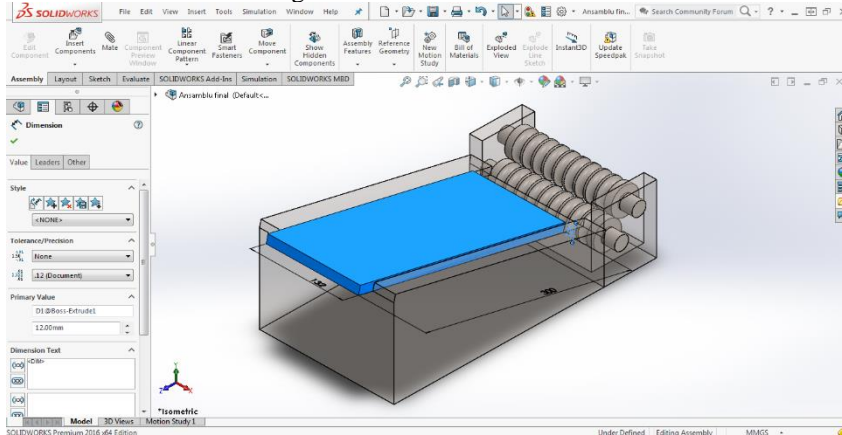 SOLIDWORKS File Edit View Insert Tools Simulation Window Help Ansamblu fin... Search Community Forum
Edit Component
Insert Components
Mate
Component Preview Window
Linear Component Pattern
Smart Fasteners
Move Component
Show Hidden Components
Assembly Features
Reference Geometry
New Motion Study
Bill of Materials
Exploded View
Explode Line Sketch
Instant3D
Update Speedpak
Take Snapshot
Assembly Layout Sketch Evaluate SOLIDWORKS Add-Ins Simulation SOLIDWORKS MBD
Ansamblu final (Default<...
Dimension
Value Leaders Other
Style
<NONE>
Tolerance/Precision
None
.12 (Document)
Primary Value
D1@Boss-Extrude1
12.00mm
Dimension Text
<DIM>
300
*Isometric
Model 3D Views Motion Study 1
SOLIDWORKS Premium 2016 x64 Edition Under Defined Editing Assembly MMGS